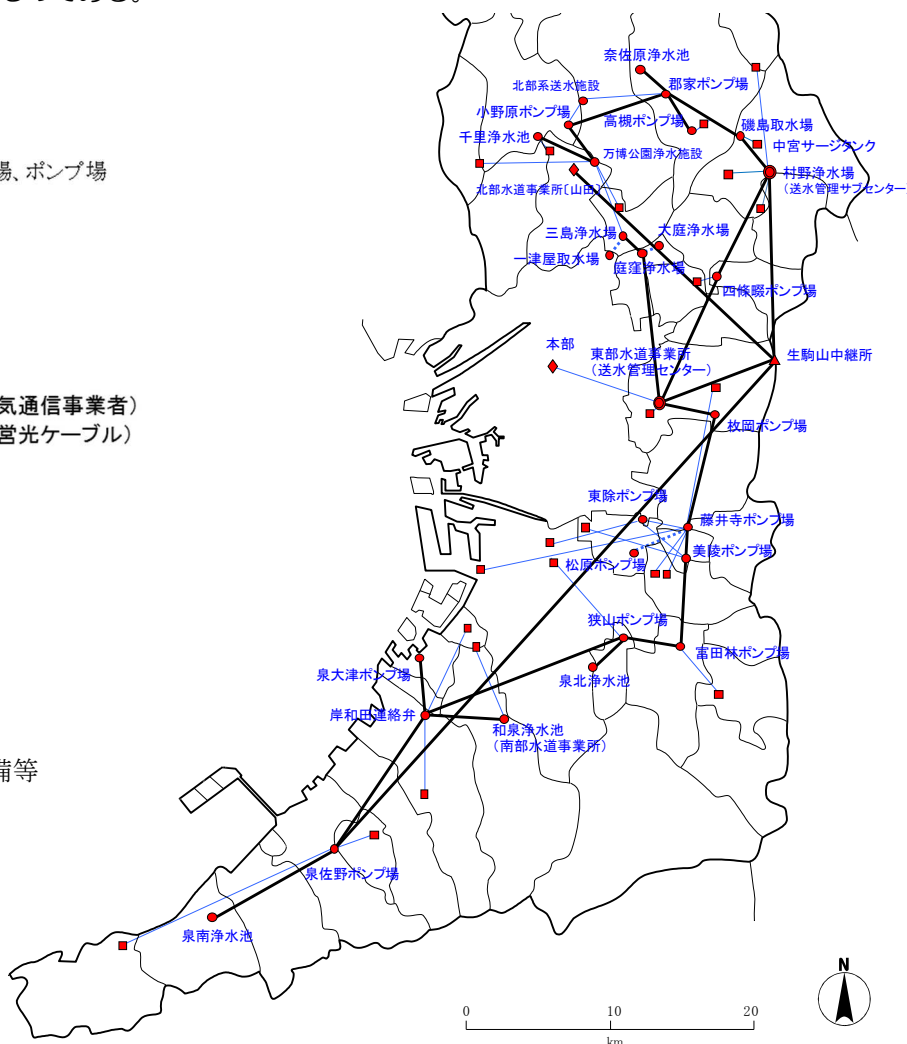 奈佐原浄水池
北部系送水施設
郡家ポンプ場
小野原ポンプ場
高槻ポンプ場
磯島取水場
千里浄水池
中宮サージタンク
万博公園浄水施設
場、ポンプ場
村野浄水場
(送水管理サブセンター
北部水道事業所〔山田〕
三島浄水場
大庭浄水場
一津屋取水場
庭窪浄水場
四條畷ポンプ場
本部
東部水道事業所
(送水管理センター)
生駒山中継所
気通信事業者)
営光ケーブル)
枚岡ポンプ場
東除ポンプ場
藤井寺ポンプ場
松原ポンプ場
美陵ポンプ場
狭山ポンプ場
富田林ポンプ場
泉大津ポンプ場
泉北浄水池
岸和田連絡弁
和泉浄水池
(南部水道事業所)
備等
泉佐野ポンプ場
泉南浄水池
N
0 10 20
km